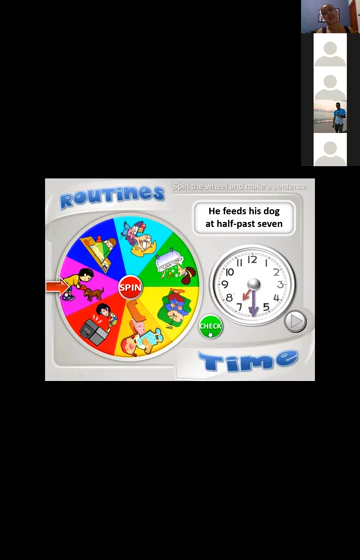 Routines
Spin the wheel and make a sentence
He feeds his dog
at half-past seven
SPIN
12
11 1
10 2
9 3
8 4
7 5
6
CHECK
Time